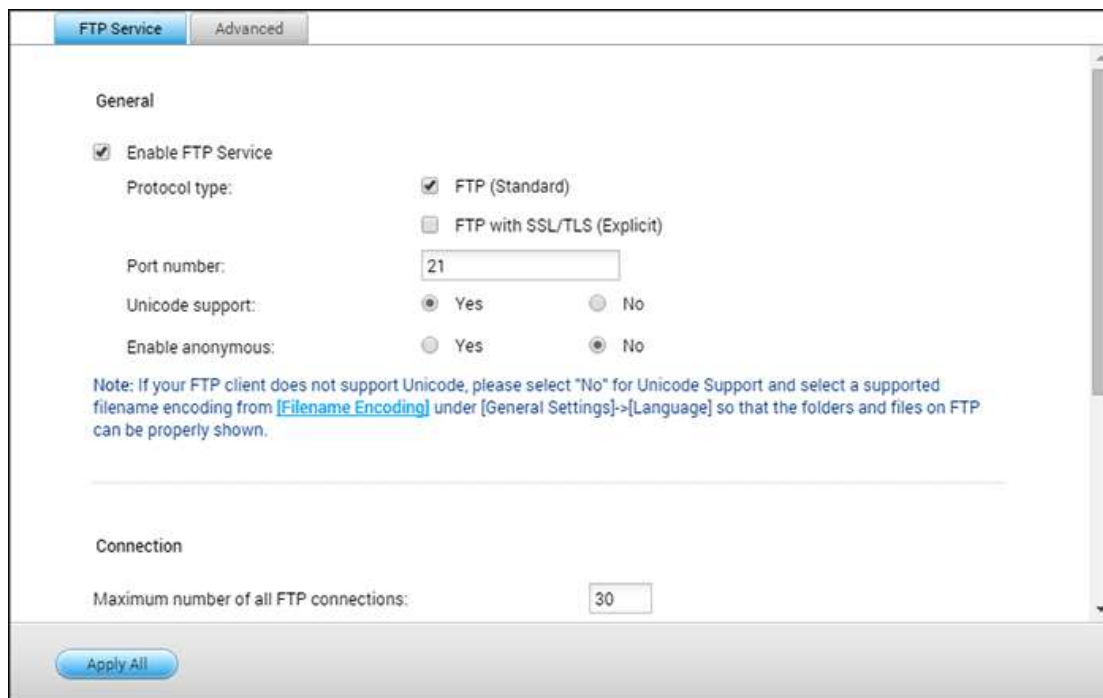 FTP Service Advanced
General
Enable FTP Service
Protocol type: FTP (Standard)
FTP with SSL/TLS (Explicit)
Port number: 21
Unicode support: Yes No
Enable anonymous: Yes No
Note: If your FTP client does not support Unicode, please select "No" for Unicode Support and select a supported
filename encoding from [Filename Encoding] under [General Settings]->[Language] so that the folders and files on FTP
can be properly shown.
Connection
Maximum number of all FTP connections: 30
Apply All